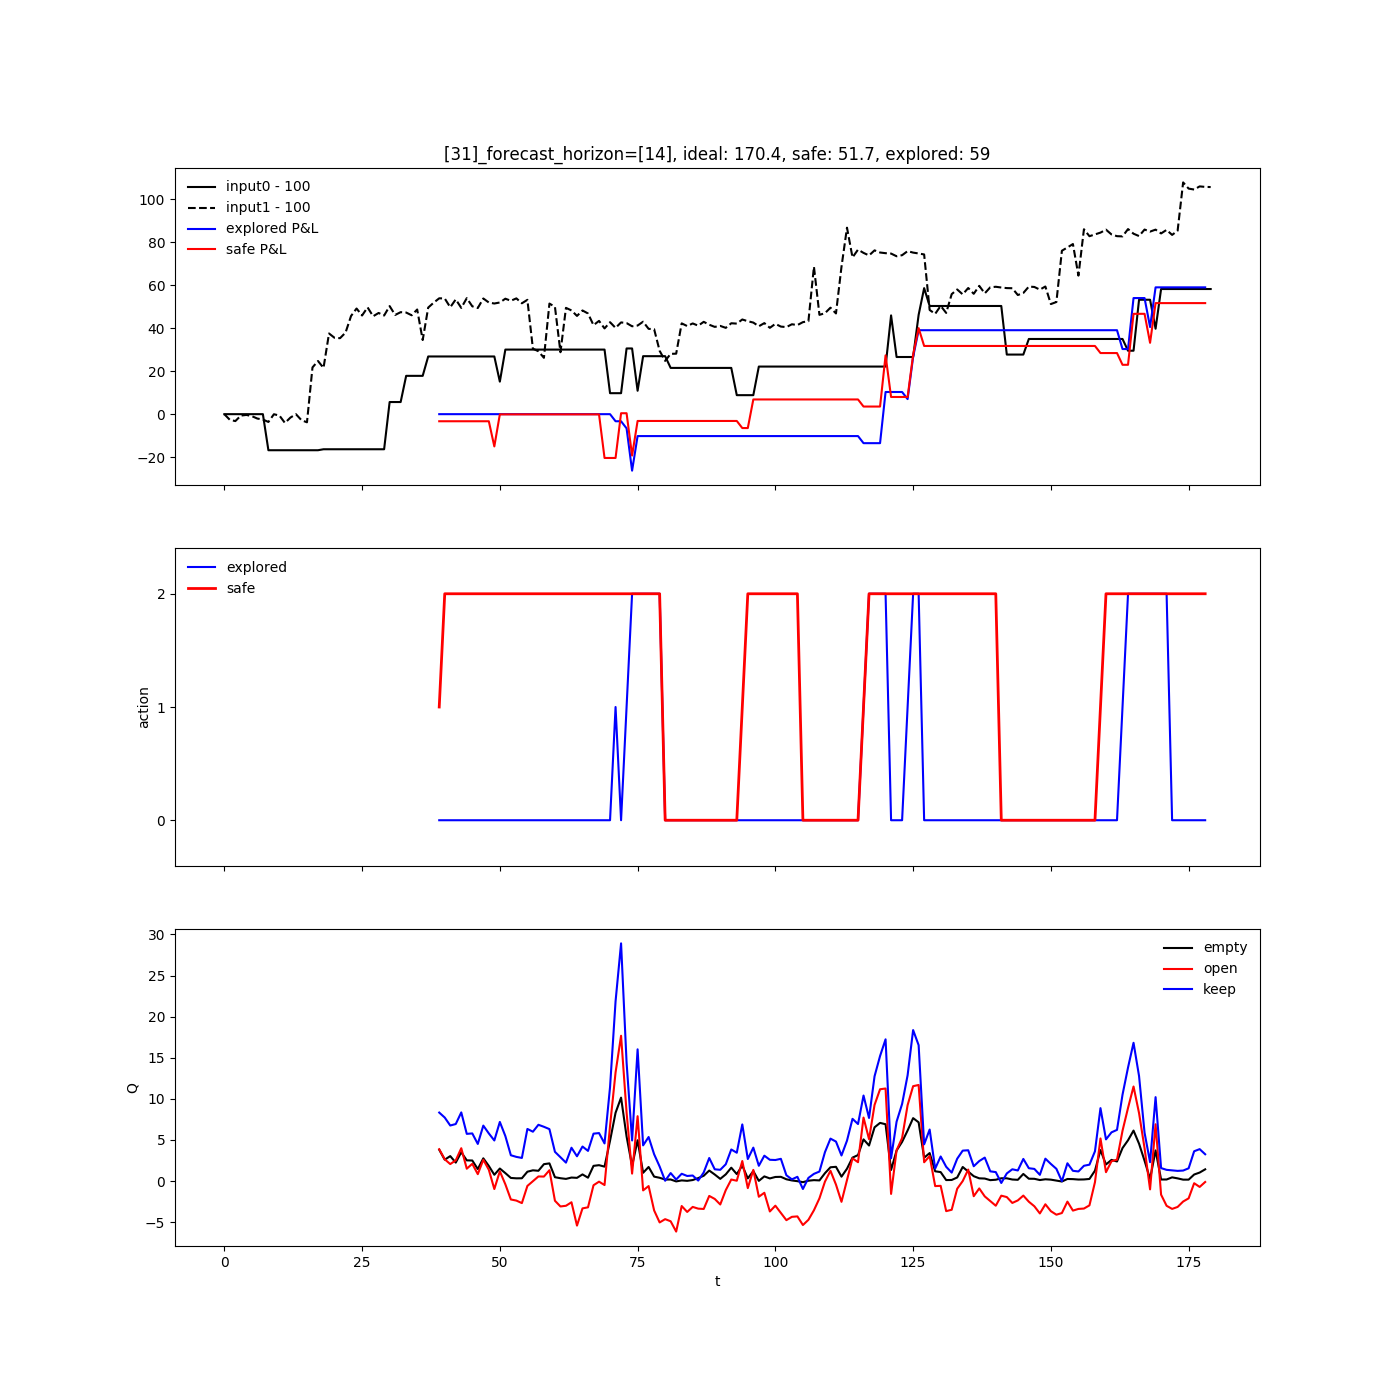 [31]_forecast_horizon=[14], ideal: 170.4, safe: 51.7, explored: 59
input0 - 100
input1 - 100
explored P&L
safe P&L
100
80
60
40
20
0
−20
explored
safe
2
1
0
action
empty
open
keep
30
25
20
15
10
5
0
−5
Q
0 25 50 75 100 125 150 175
t